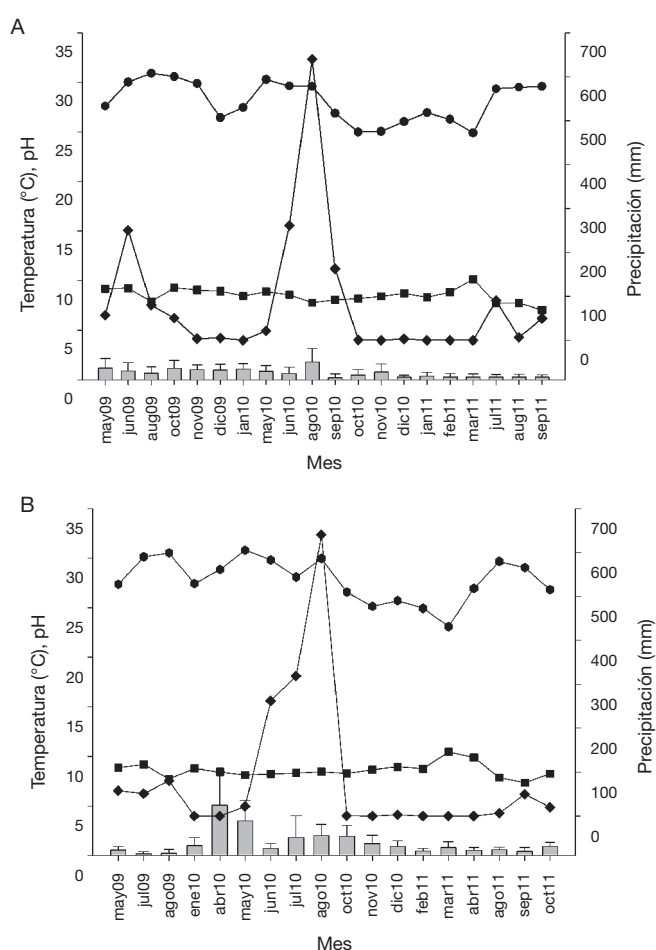 A
35
30
25
20
15
10
5
0
Temperatura (°C), pH
700
600
500
400
300
200
100
0
Precipitación (mm)
may09
jun09
aug09
oct09
nov09
dic09
jan10
may10
jun10
ago10
sep10
oct10
nov10
dic10
jan11
feb11
mar11
jul11
aug11
sep11
Mes
B
35
30
25
20
15
10
5
0
Temperatura (°C), pH
700
600
500
400
300
200
100
0
Precipitación (mm)
may09
jul09
ago09
ene10
abr10
may10
jun10
jul10
ago10
oct10
nov10
dic10
feb11
mar11
abr11
ago11
sep11
oct11
Mes